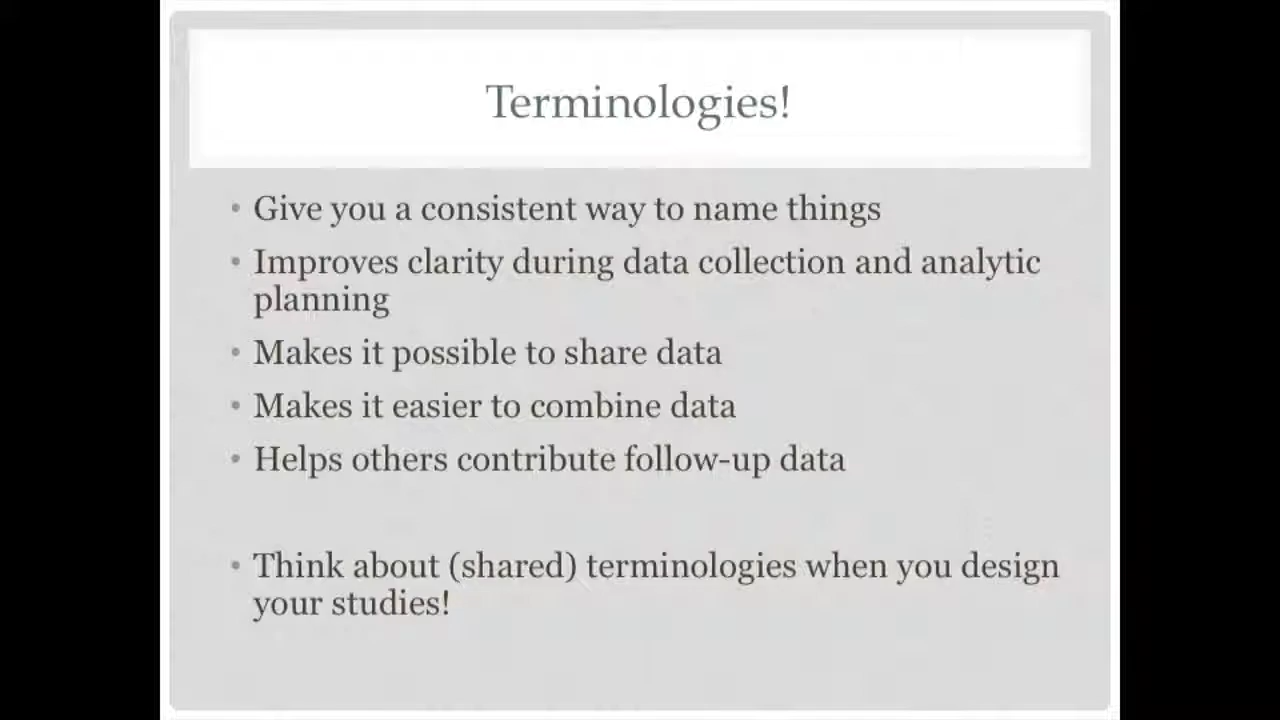 Terminologies!
• Give you a consistent way to name things
• Improves clarity during data collection and analytic
planning
• Makes it possible to share data
• Makes it easier to combine data
• Helps others contribute follow-up data
• Think about (shared) terminologies when you design
your studies!